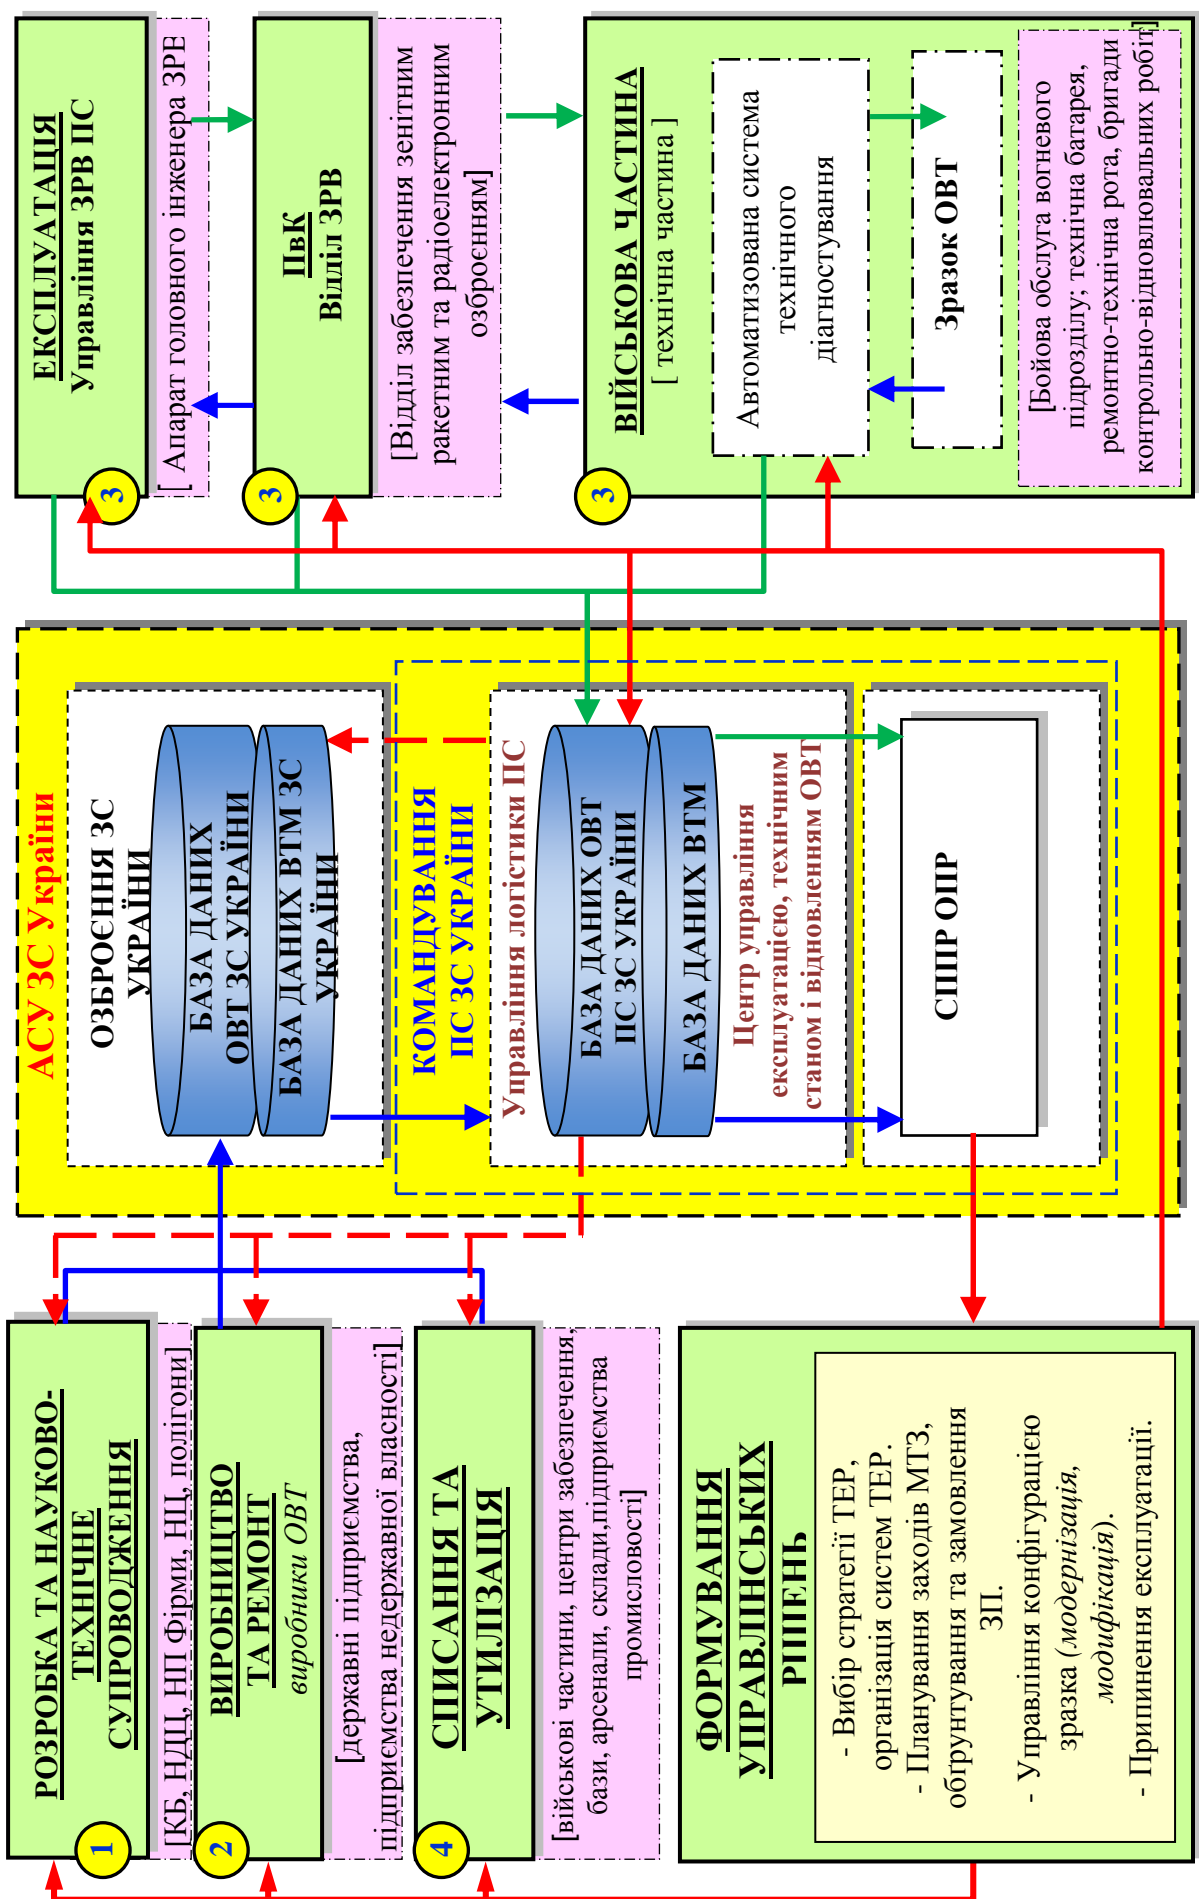 РОЗРОБКА ТА НАУКОВО-
ТЕХНІЧНЕ
СУПРОВОДЖЕННЯ
1
[КБ, НДЦ, НП Фірми, НЦ, полігони]
ВИРОБНИЦТВО
ТА РЕМОНТ
виробники ОВТ
2
[державні підприємства,
підприємства недержавної власності]
СПИСАННЯ ТА
УТИЛІЗАЦІЯ
4
[військові частини, центри забезпечення,
бази, арсенали, склади,підприємства
промисловості]
ФОРМУВАННЯ
УПРАВЛІНСЬКИХ
РІШЕНЬ
- Вибір стратегії ТЕР,
організація систем ТЕР.
- Планування заходів МТЗ,
обгрунтування та замовлення
ЗП.
- Управління конфігурацією
зразка (модернізація,
модифікація).
- Припинення експлуатації.
АСУ ЗС України
ОЗБРОЄННЯ ЗС
УКРАЇНИ
БАЗА ДАНИХ
ОВТ ЗС УКРАЇНИ
БАЗА ДАНИХ ВТМ ЗС
УКРАЇНИ
КОМАНДУВАННЯ
ПС ЗС УКРАЇНИ
Управління логістики ПС
БАЗА ДАНИХ ОВТ
ПС ЗС УКРАЇНИ
БАЗА ДАНИХ ВТМ
Центр управління
експлуатацією, технічним
станом і відновленням ОВТ
СППР ОПР
ЕКСПЛУАТАЦІЯ
Управління ЗРВ ПС
3
[ Апарат головного інженера ЗРВ
ПвК
Відділ ЗРВ
3
[Відділ забезпечення зенітним
ракетним та радіоелектронним
озброєнням]
ВІЙСЬКОВА ЧАСТИНА
[ технічна частина ]
3
Автоматизована система
технічного
діагностування
Зразок ОВТ
[Бойова обслуга вогневого
підрозділу; технічна батарея,
ремонтно-технічна рота, бригади
контрольно-відновлювальних робіт]